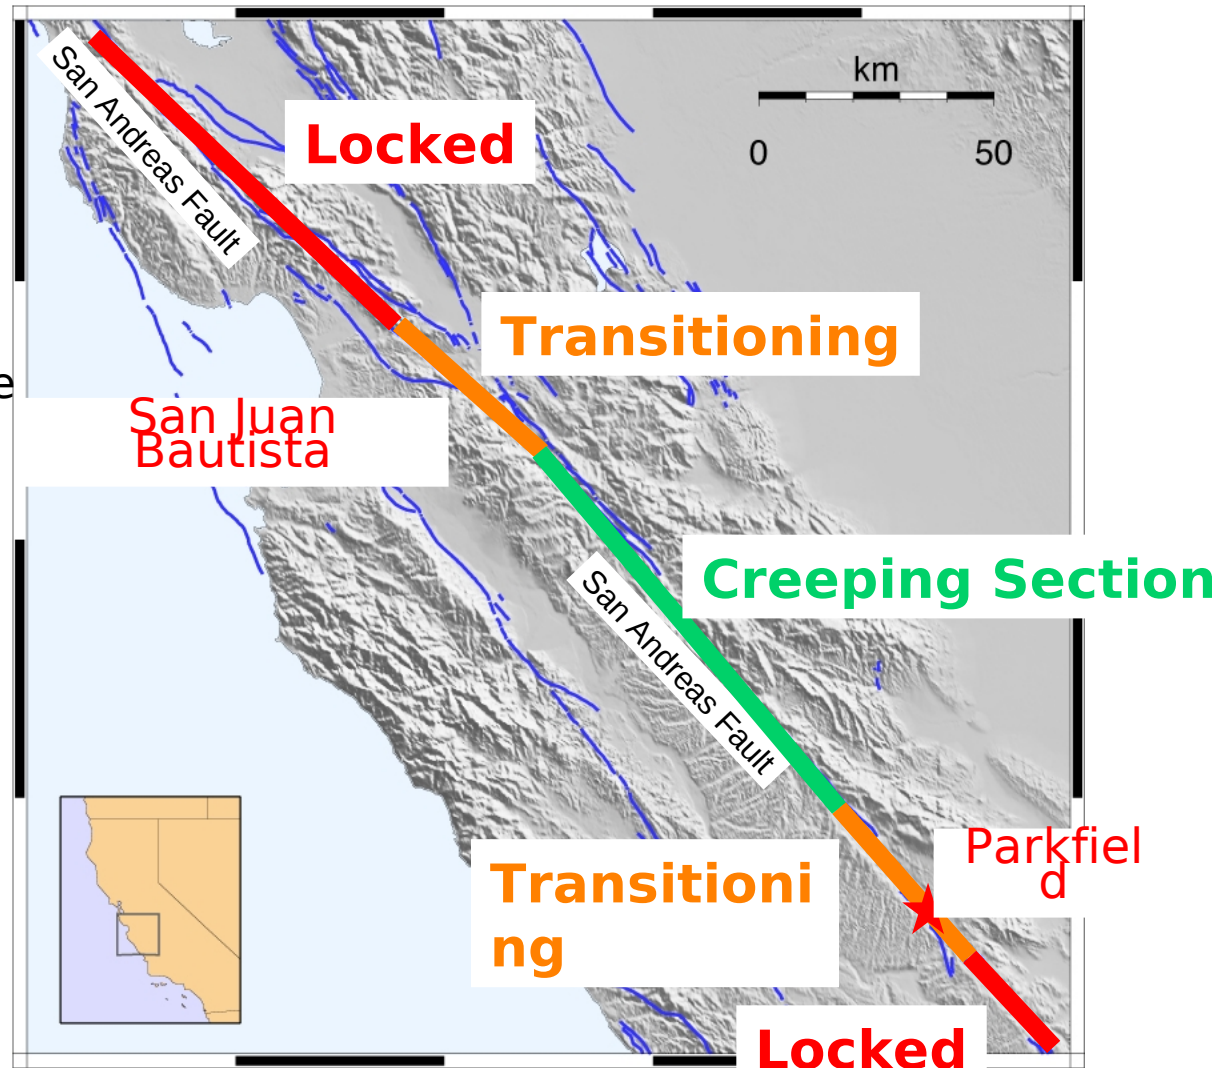 San Andreas Fault
km
0 50
Locked
Transitioning
e
San Juan
Bautista
Creeping Section
San Andreas Fault
Parkfiel
d
Transitioni
ng
Locked